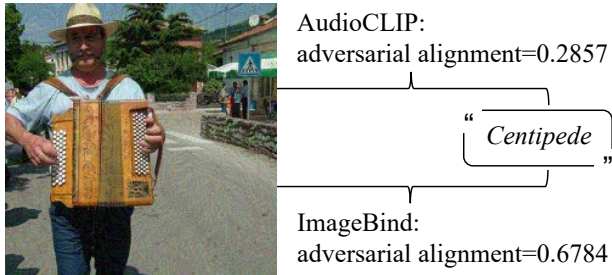 AudioCLIP:
adversarial alignment=0.2857
“ Centipede ”
ImageBind:
adversarial alignment=0.6784